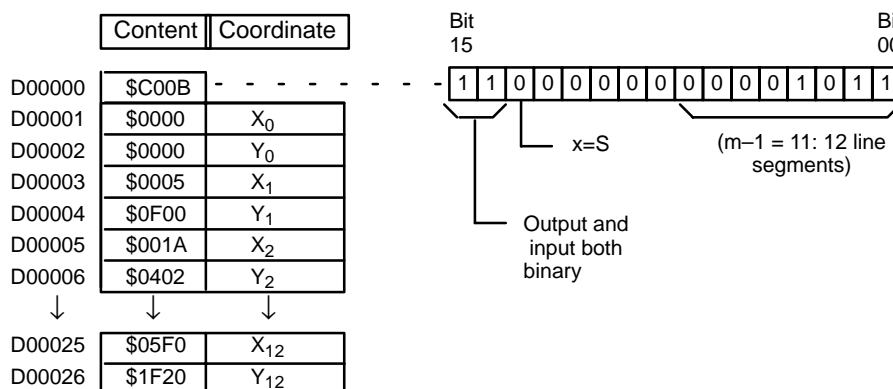 Content Coordinate
D00000 $C00B
D00001 $0000 X0
D00002 $0000 Y0
D00003 $0005 X1
D00004 $0F00 Y1
D00005 $001A X2
D00006 $0402 Y2
↓ ↓ ↓
D00025 $05F0 X12
D00026 $1F20 Y12
Bit
15
Bi
00
1 1 0 0 0 0 0 0 0 0 0 0 1 0 1 1
x=S
(m–1 = 11: 12 line
segments)
Output and
input both
binary